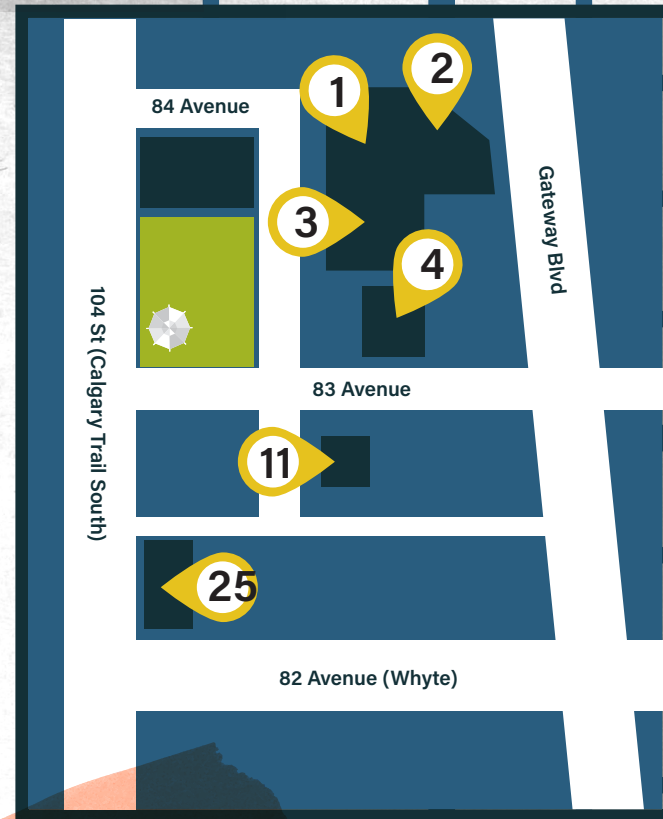 2
1
84 Avenue
Gateway Blvd
3
4
104 St (Calgary Trail South)
83 Avenue
11
25
82 Avenue (Whyte)